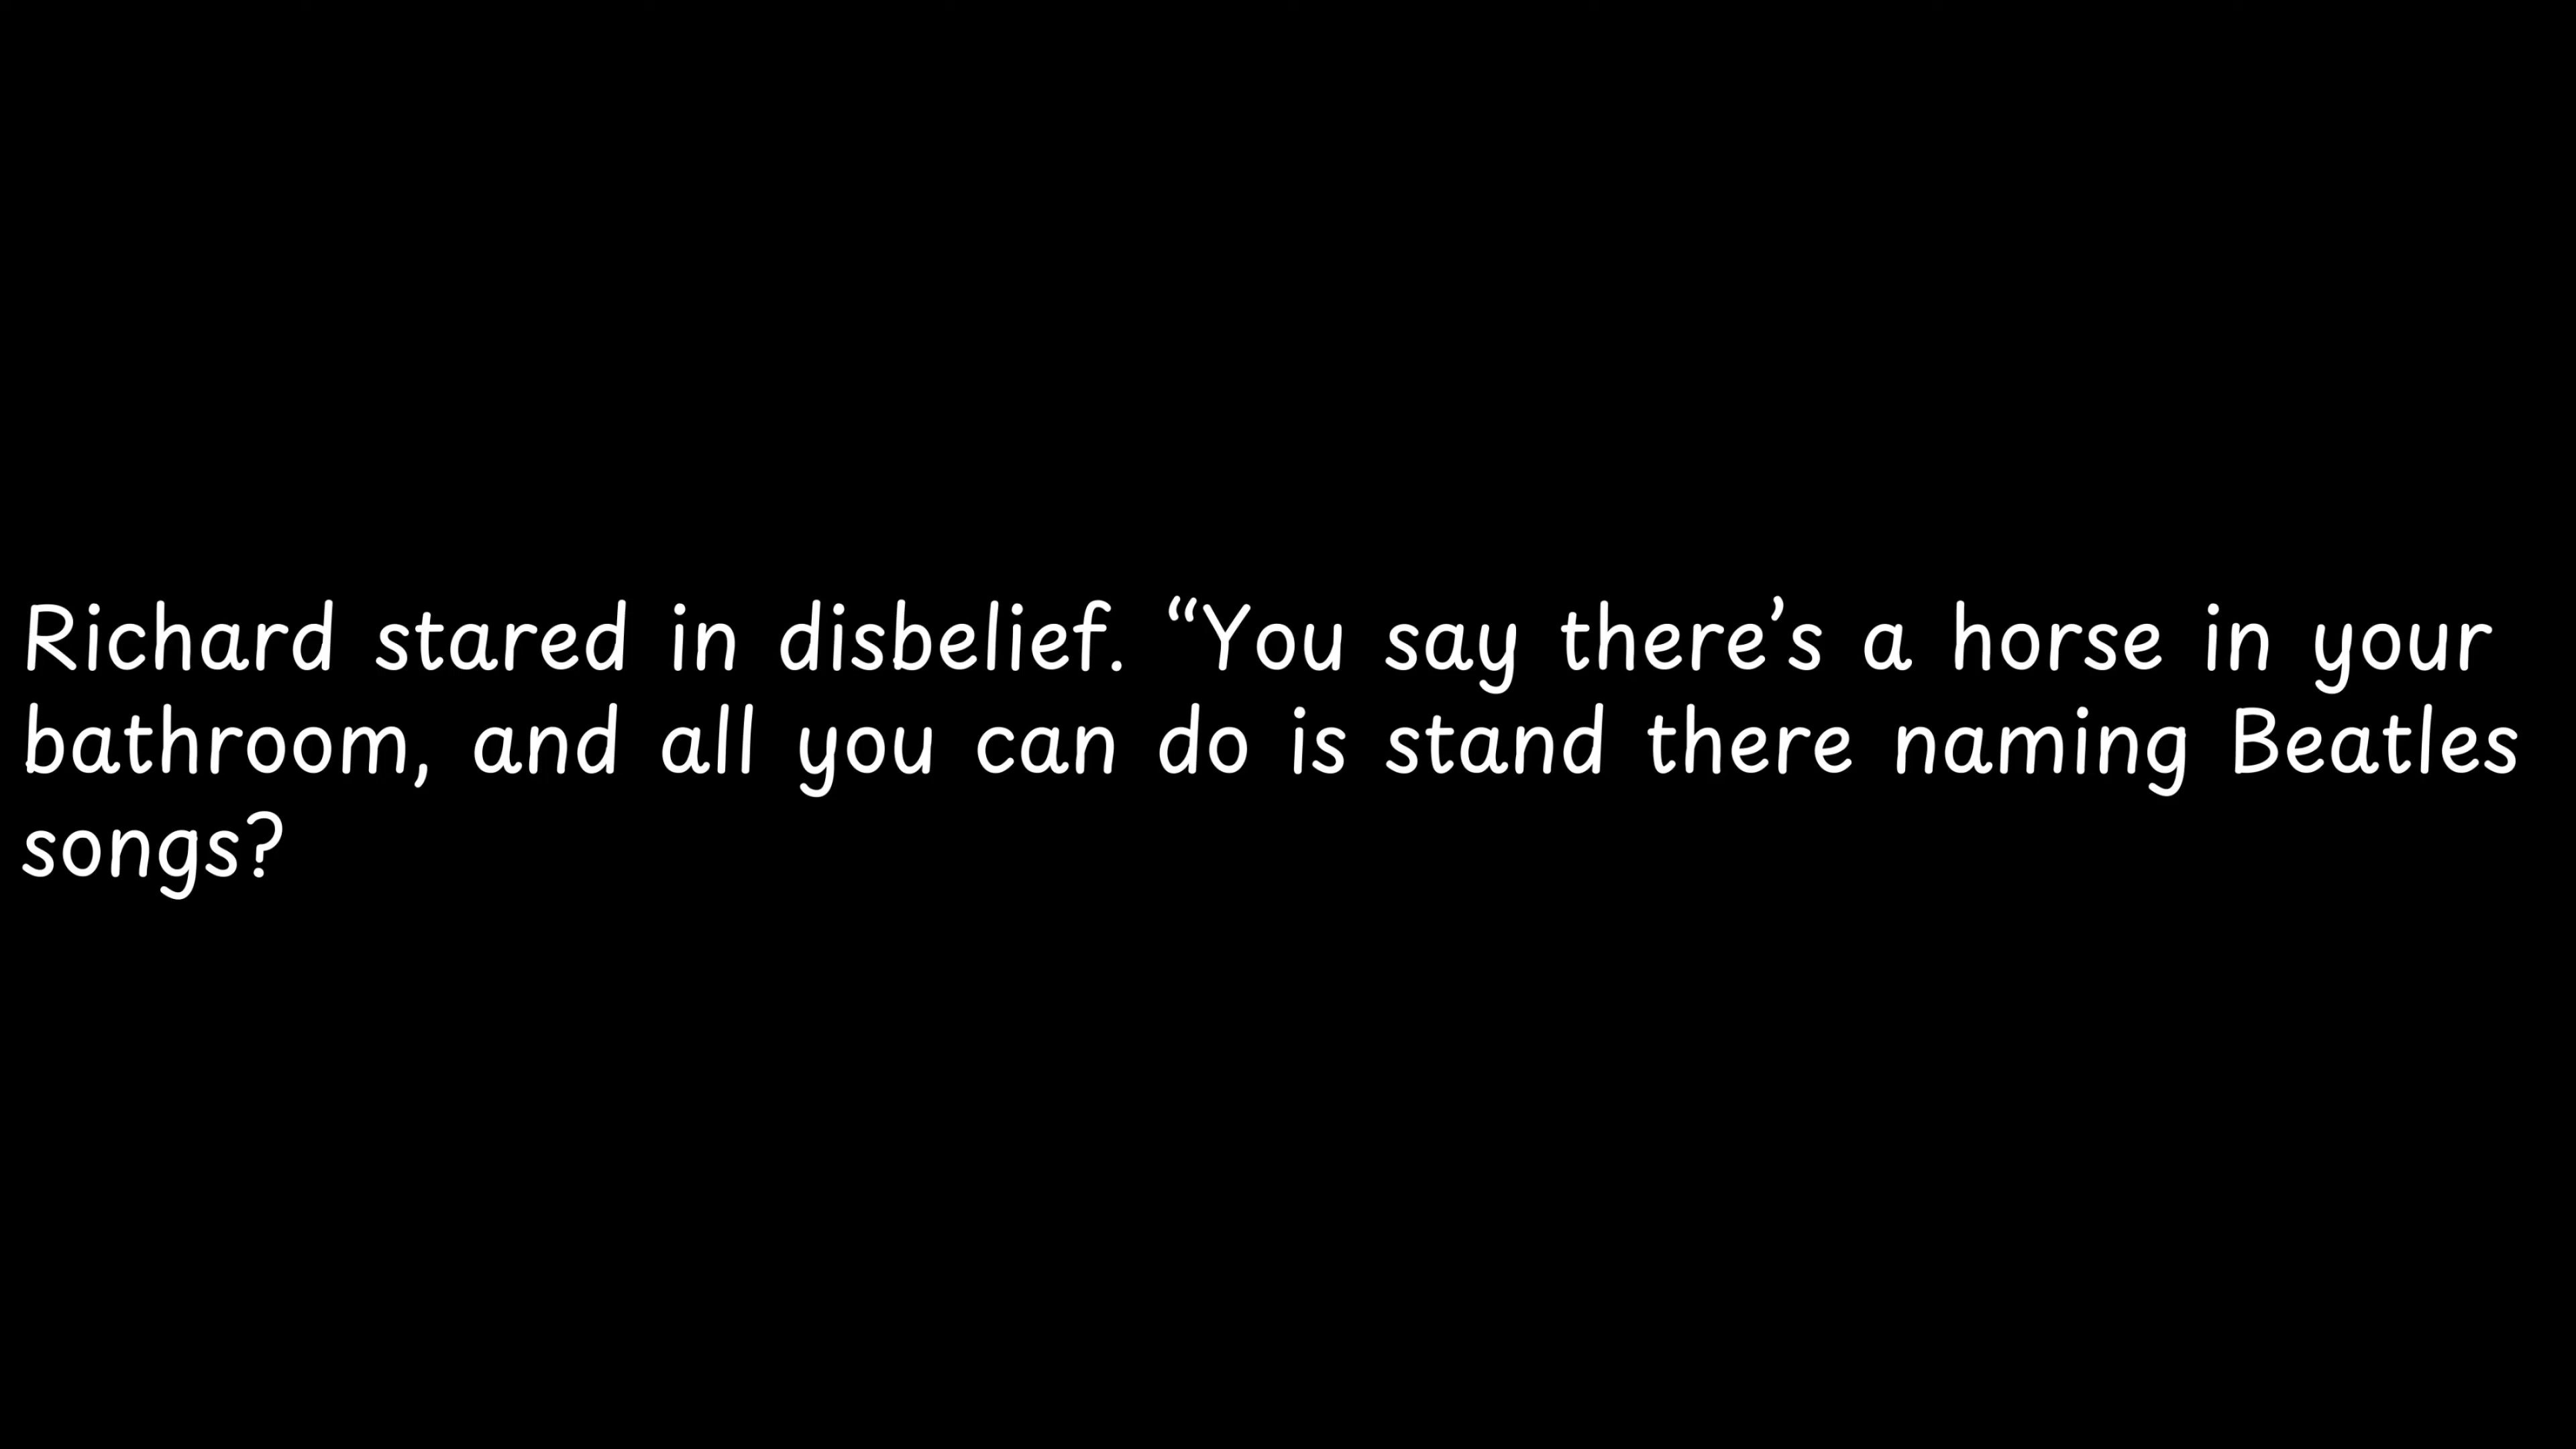 Richard stared in disbelief. “You say there’s a horse in your
bathroom, and all you can do is stand there naming Beatles
songs?